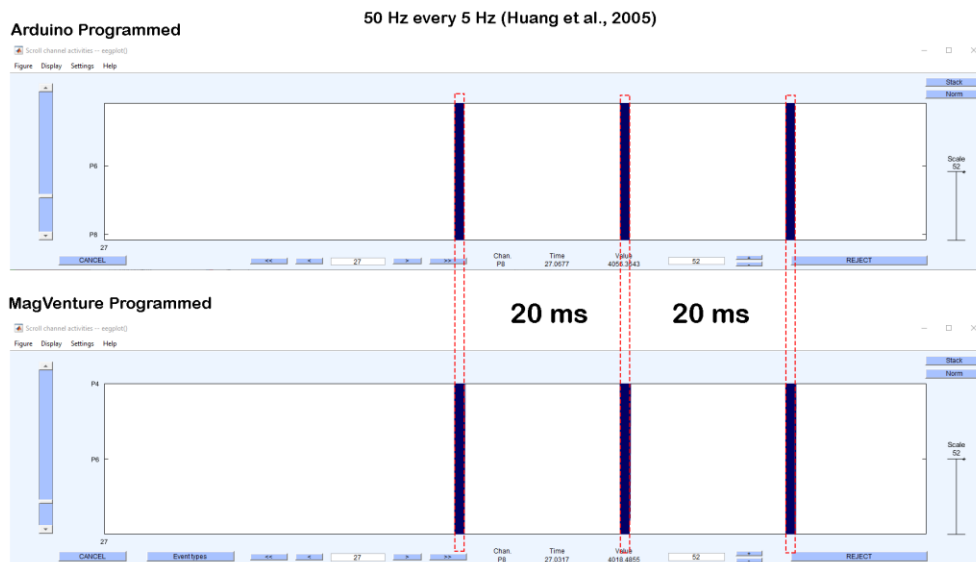 50 Hz every 5 Hz (Huang et al., 2005)
Arduino Programmed
Scroll channel activities -- eegplot()
Figure Display Settings Help
Stack
Norm
P6
Scale
52
P8
27
CANCEL << < 27 > >> Chan. Time Value 52 + - REJECT
P8 27.0677 4056.3543
MagVenture Programmed
20 ms 20 ms
Scroll channel activities -- eegplot()
Figure Display Settings Help
Stack
Norm
P4
Scale
52
P6
27
CANCEL Event types << < 27 > >> Chan. Time Value 52 + - REJECT
P8 27.0317 4018.4855